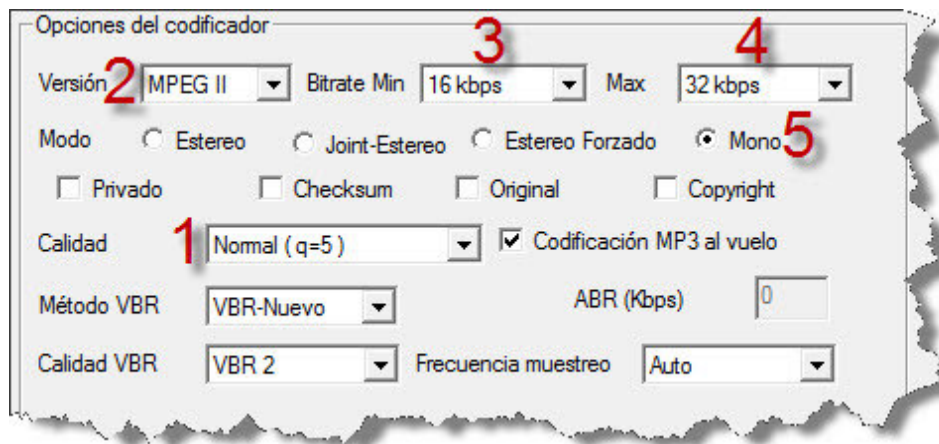 Opciones del codificador
3 4
Versión 2 MPEG II Bitrate Min 16 kbps Max 32 kbps
Modo Estereo Joint-Estereo Estereo Forzado Mono 5
Privado Checksum Original Copyright
Calidad 1 Normal ( q=5 ) Codificación MP3 al vuelo
Método VBR VBR-Nuevo ABR (Kbps) 0
Calidad VBR VBR 2 Frecuencia muestreo Auto